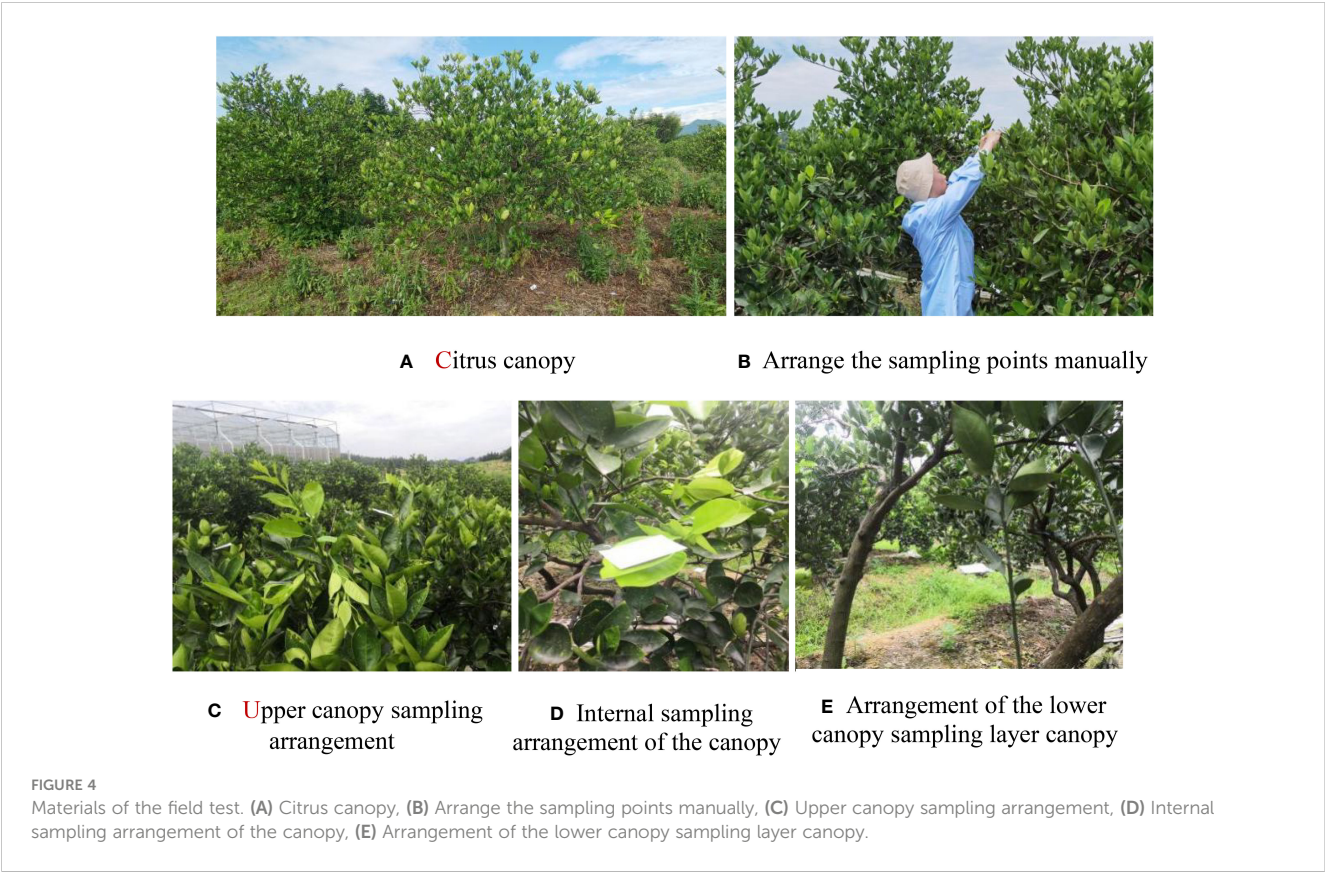 A Citrus canopy
B Arrange the sampling points manually
C Upper canopy sampling
arrangement
D Internal sampling
arrangement of the canopy
E Arrangement of the lower
canopy sampling layer canopy
FIGURE 4
Materials of the field test. (A) Citrus canopy, (B) Arrange the sampling points manually, (C) Upper canopy sampling arrangement, (D) Internal
sampling arrangement of the canopy, (E) Arrangement of the lower canopy sampling layer canopy.